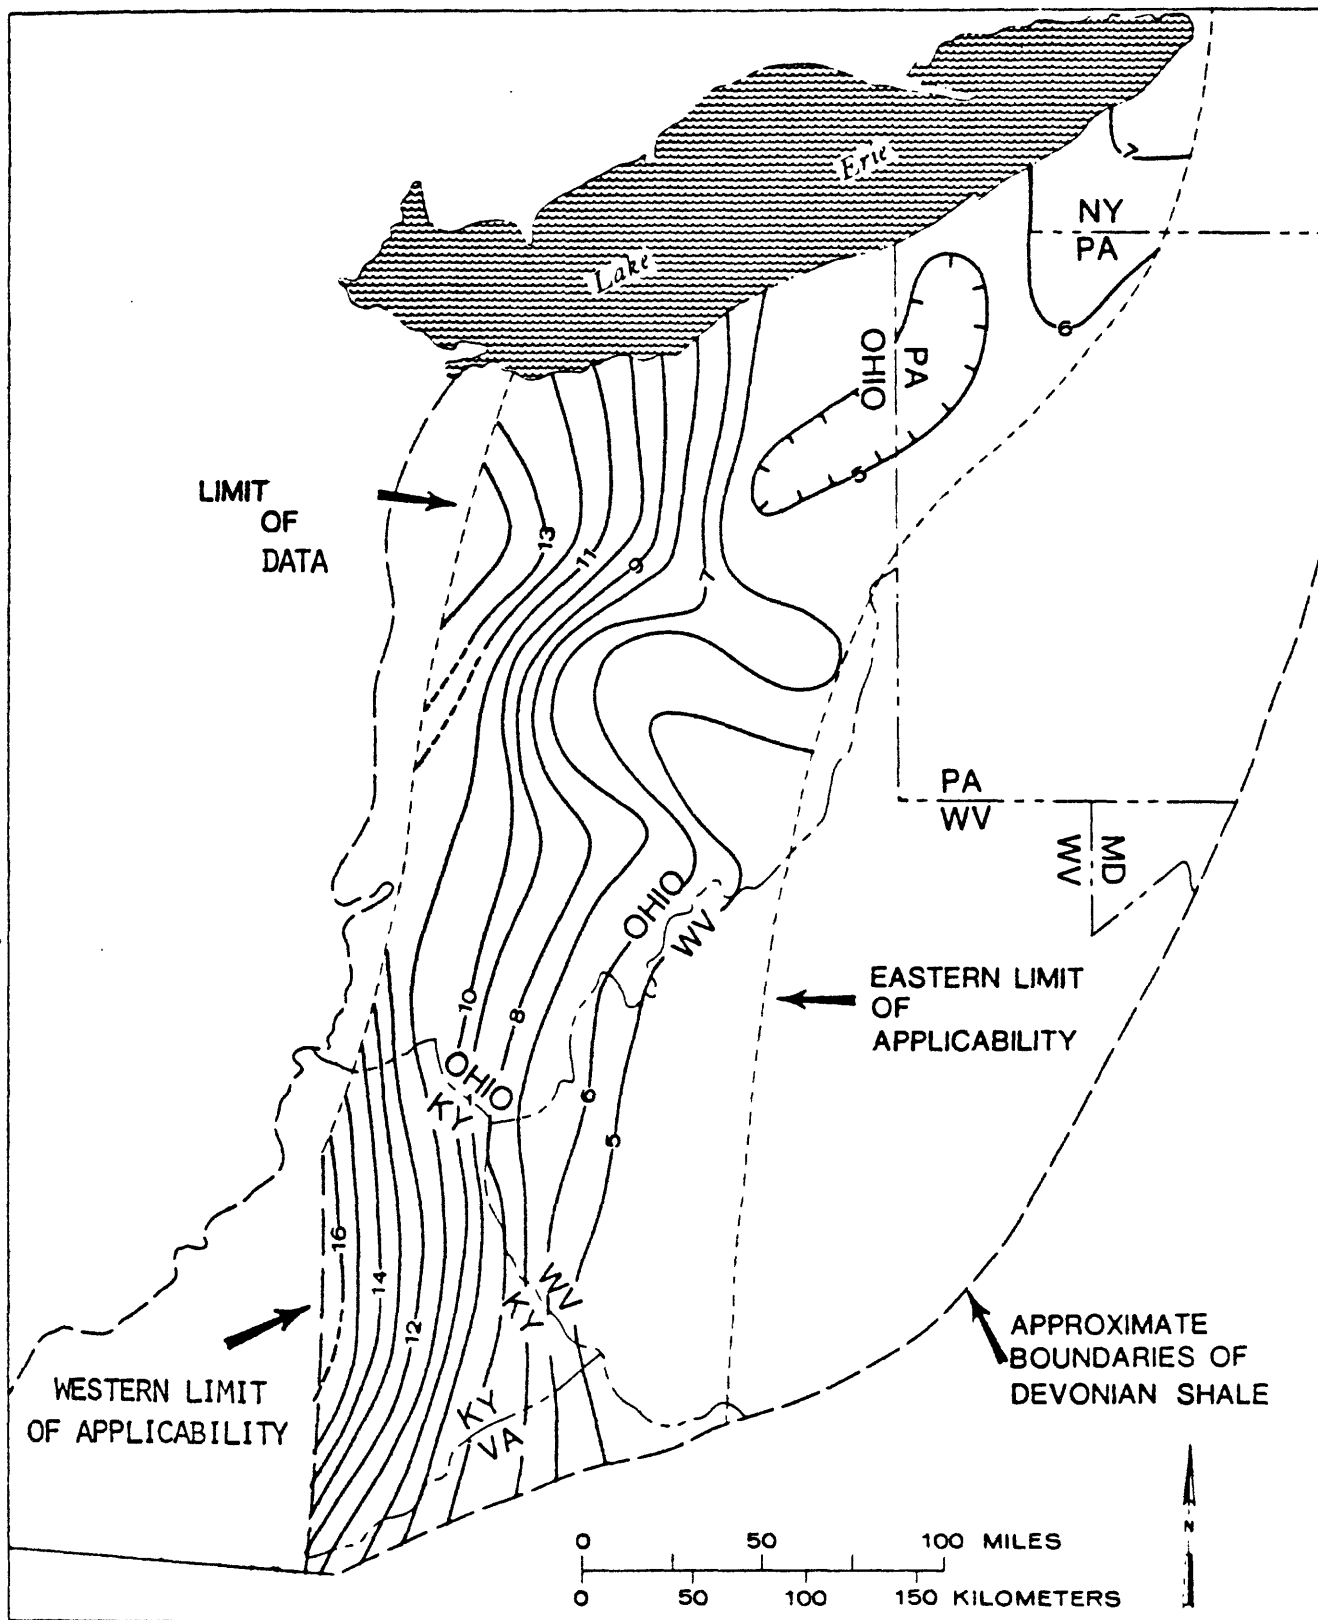 Lake
Erie
7
NY
PA
6
PA
OHIO
5
LIMIT
OF
DATA
13
11
9
7
PA
WV
MD
WV
OHIO
WV
EASTERN LIMIT
OF
APPLICABILITY
10
8
OHIO
KY
6
5
16
14
12
WV
KY
WESTERN LIMIT
OF APPLICABILITY
KY
VA
APPROXIMATE
BOUNDARIES OF
DEVONIAN SHALE
N
0 50 100 MILES
0 50 100 150 KILOMETERS